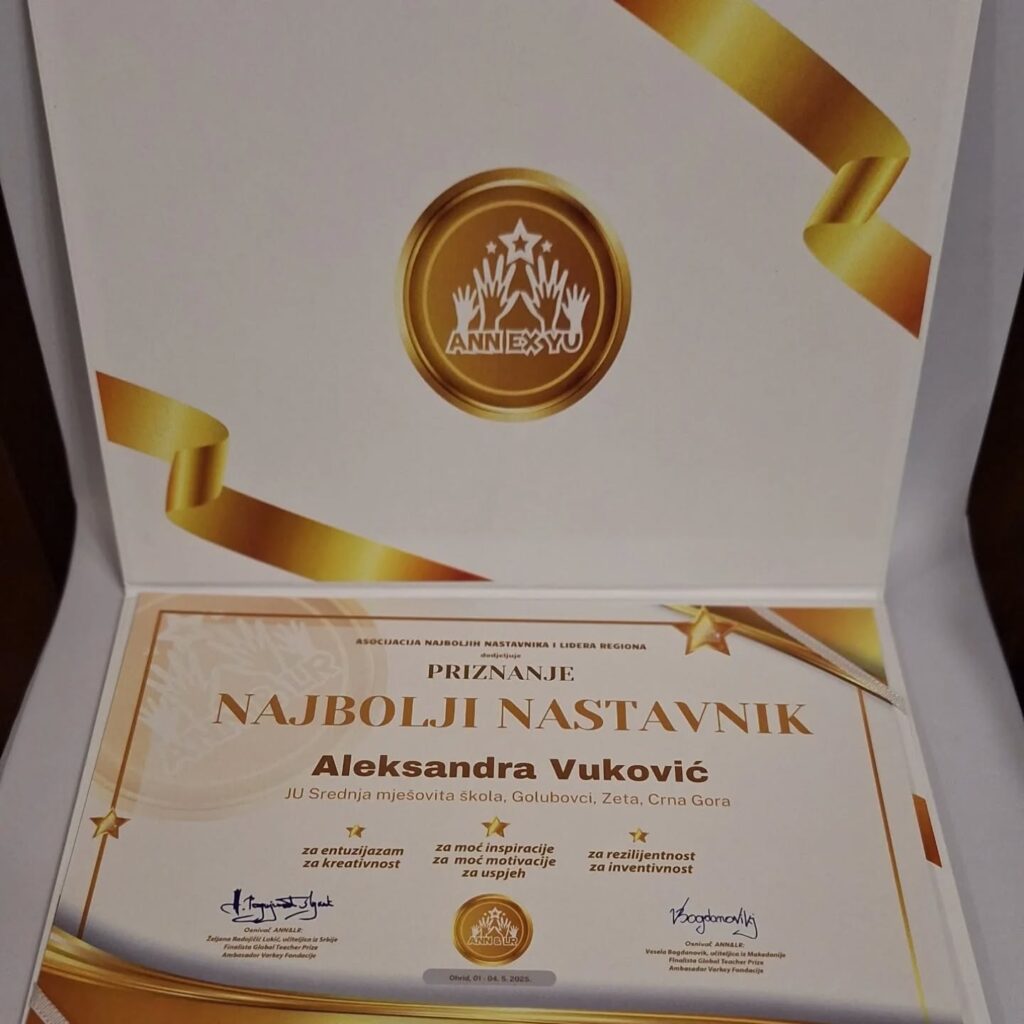 ANN EX YU
ASOCIJACIJA NAJBOLJIH NASTAVNIKA I LIDERA REGIONA
dodjeljuje
PRIZNANJE
NAJBOLJI NASTAVNIK
Aleksandra Vuković
JU Srednja mješovita škola, Golubovci, Zeta, Crna Gora
za entuzijazam
za kreativnost
za moć inspiracije
za moć motivacije
za uspjeh
za rezilijentnost
za inventivnost
Osnivač ANN&LR:
Željana Radojičić Lukić, učiteljica iz Srbije
Finalista Global Teacher Prize
Ambasador Varkey Fondacije
ANN & LR
Ohrid, 01 - 04. 5. 2025.
Osnivač ANN&LR:
Vesela Bogdanovik, učiteljica iz Makedonije
Finalista Global Teacher Prize
Ambasador Varkey Fondacije